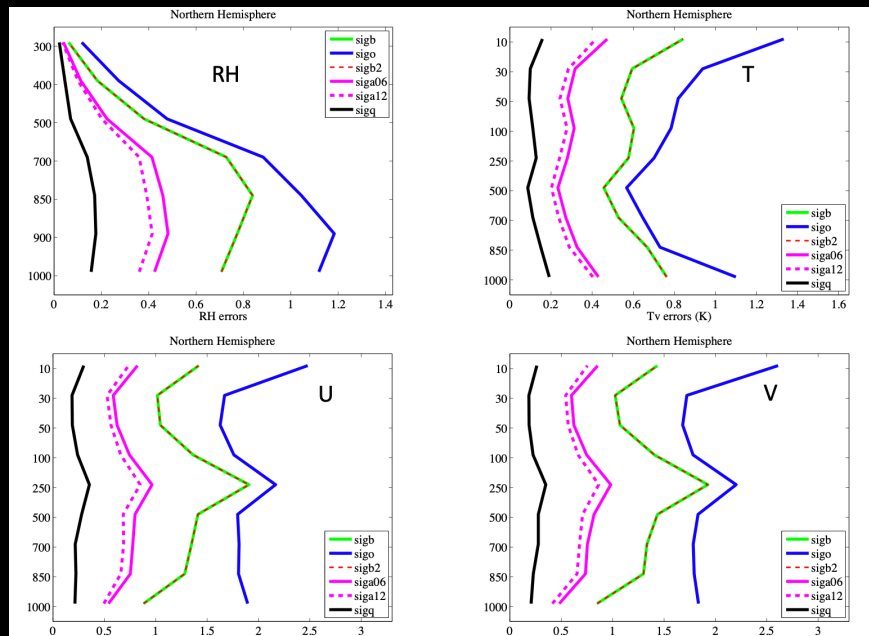 Northern Hemisphere
300
400
500
700
850
900
1000
RH
sigb
sigo
sigb2
siga06
siga12
sigq
0 0.2 0.4 0.6 0.8 1 1.2 1.4
RH errors
Northern Hemisphere
10
30
50
100
250
500
700
850
1000
T
sigb
sigo
sigb2
siga06
siga12
sigq
0 0.2 0.4 0.6 0.8 1 1.2 1.4 1.6
Tv errors (K)
Northern Hemisphere
10
30
50
100
250
500
700
850
1000
U
sigb
sigo
sigb2
siga06
siga12
sigq
0 0.5 1 1.5 2 2.5 3
Northern Hemisphere
10
30
50
100
250
500
700
850
1000
V
sigb
sigo
sigb2
siga06
siga12
sigq
0 0.5 1 1.5 2 2.5 3